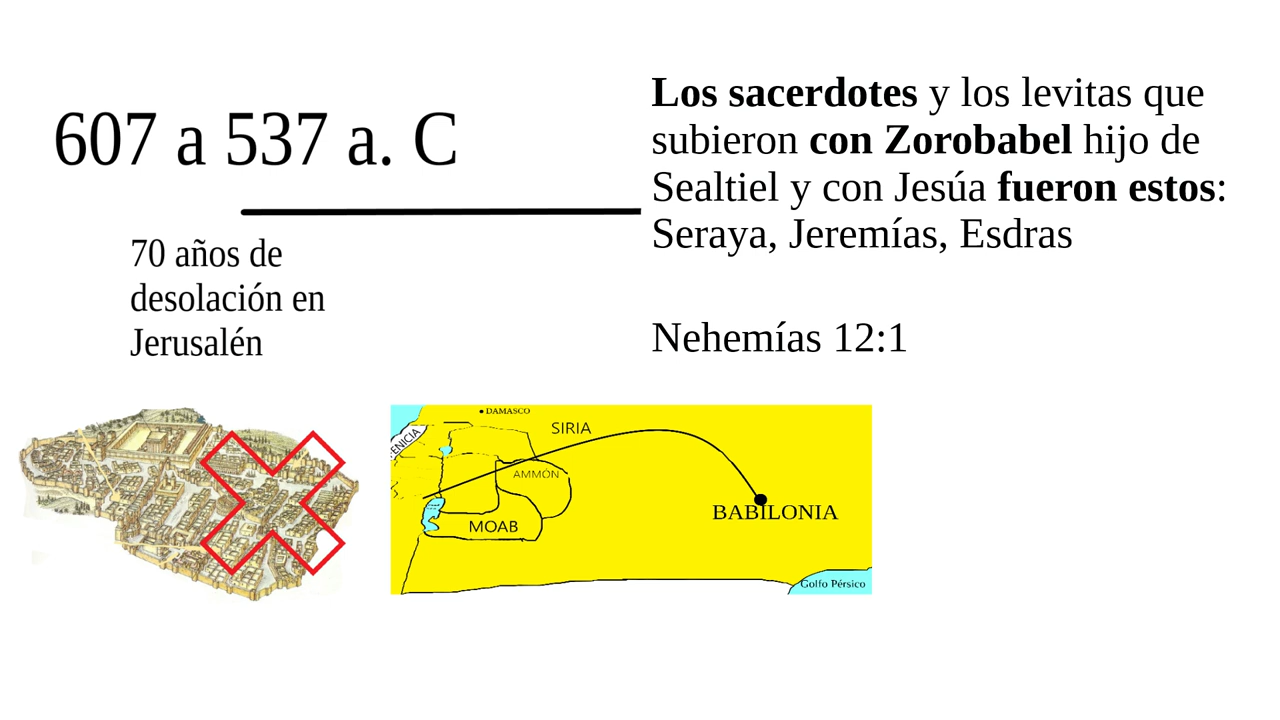 607 a 537 a. C
70 años de
desolación en
Jerusalén
Los sacerdotes y los levitas que
subieron con Zorobabel hijo de
Sealtiel y con Jesúa fueron estos:
Seraya, Jeremías, Esdras
Nehemías 12:1
DAMASCO
SIRIA
ENICIA
AMMÓN
MOAB
BABILONIA
Golfo Pérsico